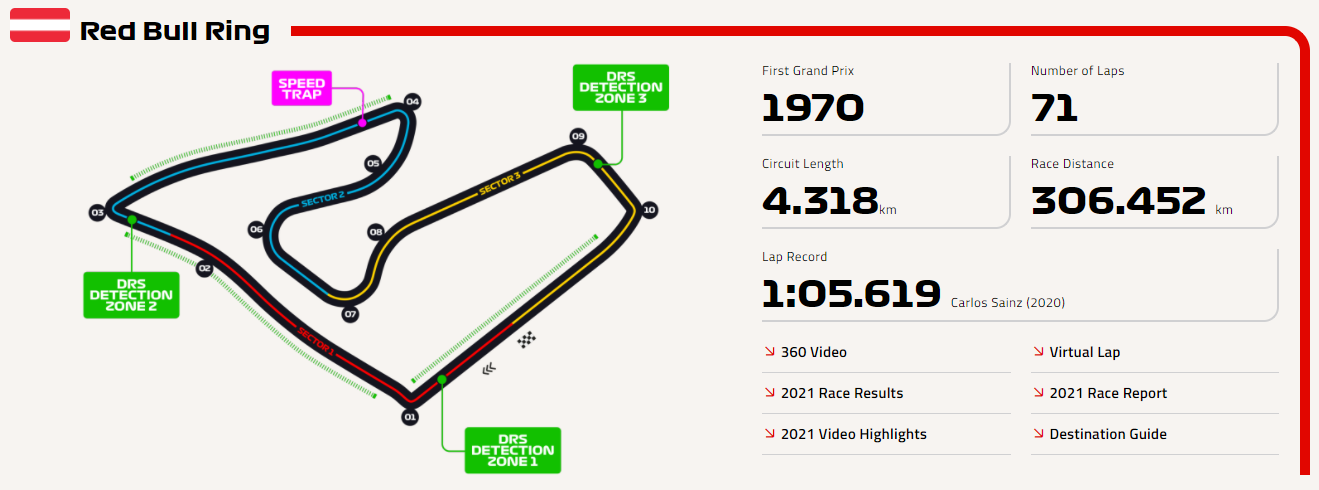 Red Bull Ring
SPEED
TRAP
DRS
DETECTION
ZONE 3
04
09
05
SECTOR 3
SECTOR 2
03
10
06
08
02
DRS
DETECTION
ZONE 2
07
SECTOR 1
01
DRS
DETECTION
ZONE 1
First Grand Prix
1970
Number of Laps
71
Circuit Length
4.318km
Race Distance
306.452 km
Lap Record
1:05.619 Carlos Sainz (2020)
360 Video
Virtual Lap
2021 Race Results
2021 Race Report
2021 Video Highlights
Destination Guide